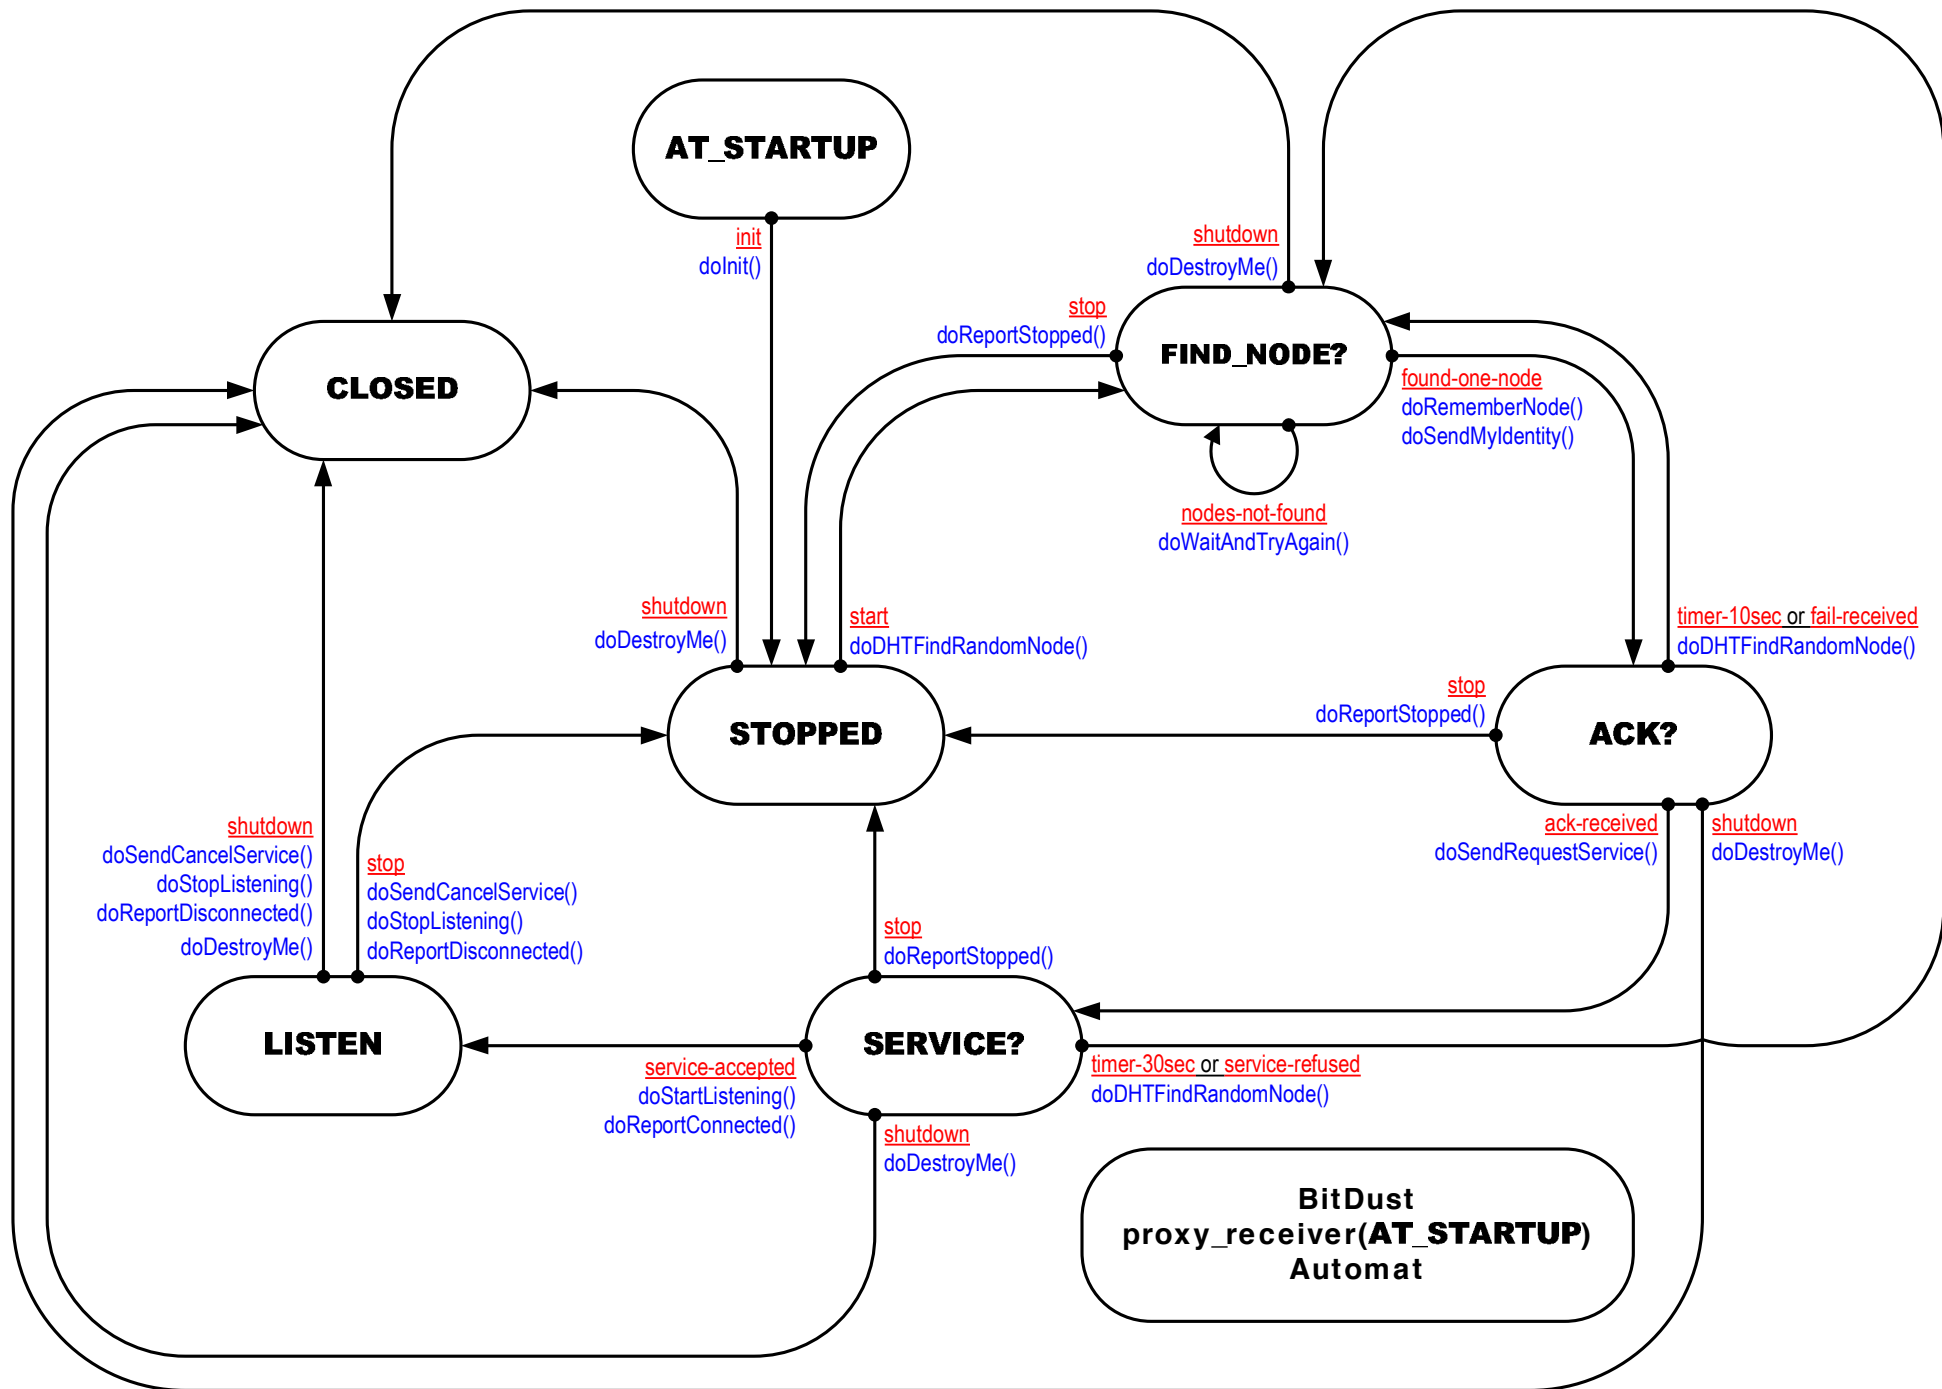 AT_STARTUP
init
doInit()
shutdown
doDestroyMe()
stop
doReportStopped()
FIND_NODE?
found-one-node
doRememberNode()
doSendMyIdentity()
nodes-not-found
doWaitAndTryAgain()
CLOSED
shutdown
doDestroyMe()
start
doDHTFindRandomNode()
timer-10sec or fail-received
doDHTFindRandomNode()
STOPPED
stop
doReportStopped()
ACK?
shutdown
doSendCancelService()
doStopListening()
doReportDisconnected()
doDestroyMe()
stop
doSendCancelService()
doStopListening()
doReportDisconnected()
stop
doReportStopped()
ack-received
doSendRequestService()
shutdown
doDestroyMe()
LISTEN
service-accepted
doStartListening()
doReportConnected()
SERVICE?
timer-30sec or service-refused
doDHTFindRandomNode()
shutdown
doDestroyMe()
BitDust
proxy_receiver(AT_STARTUP)
Automat